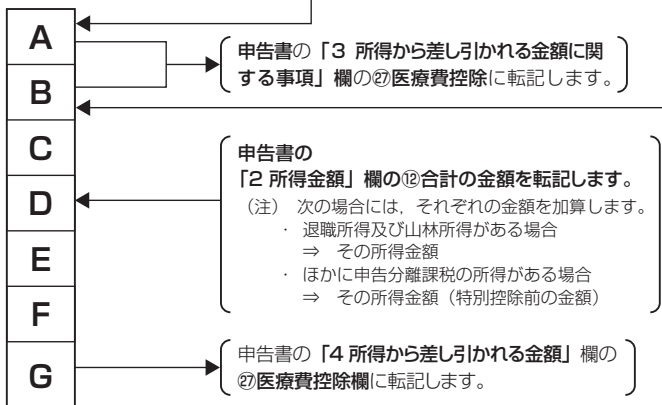 A
B
C
D
E
F
G
申告書の「3 所得から差し引かれる金額に関
する事項」欄の㉗医療費控除に転記します。
申告書の
「2 所得金額」欄の⑫合計の金額を転記します。
（注） 次の場合には，それぞれの金額を加算します。
・ 退職所得及び山林所得がある場合
⇒ その所得金額
・ ほかに申告分離課税の所得がある場合
⇒ その所得金額（特別控除前の金額）
申告書の「4 所得から差し引かれる金額」欄の
㉗医療費控除欄に転記します。